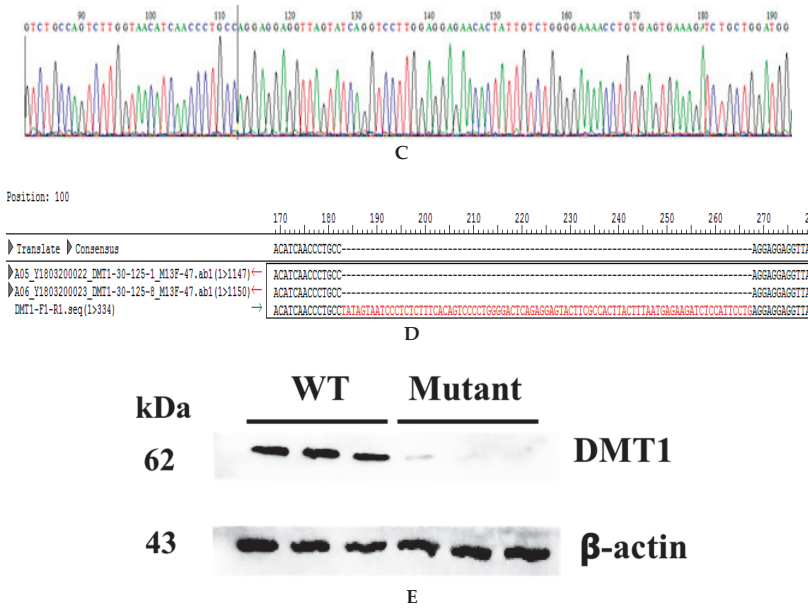 80 90 100 110 120 130 140 150 160 170 180 190
GTCTGCCAGTCTTGGTAACATCAACCCTGCCAGGAGGAGGTTAGTATCAGGTCCTTGGAGGAGAACACTATTGTCTGGGGAAAACCTGTGAGTGAAAGATCTGCTGGATGG
C
Position: 100
170 180 190 200 210 220 230 240 250 260 270 280
Translate Consensus ACATCAACCCTGCC--------------------------------------------------------------------------------------AGGAGGAGGTTA
A05_Y1803200022_DMT1-30-125-1_M13F-47.ab1(1>1147) ← ACATCAACCCTGCC--------------------------------------------------------------------------------------AGGAGGAGGTTA
A06_Y1803200023_DMT1-30-125-8_M13F-47.ab1(1>1150) ← ACATCAACCCTGCC--------------------------------------------------------------------------------------AGGAGGAGGTTA
DMT1-F1-R1.seq(1>334) → ACATCAACCCTGCCTATAGTAATCCCTCTCTTTCACAGTCCCCTGGGGACTCAGAGGAGTACTTCGCCACTTACTTTAATGAGAAGATCTCCATTCCTGAGGAGGAGGTTA
D
WT Mutant
kDa
62 DMT1
43 β-actin
E